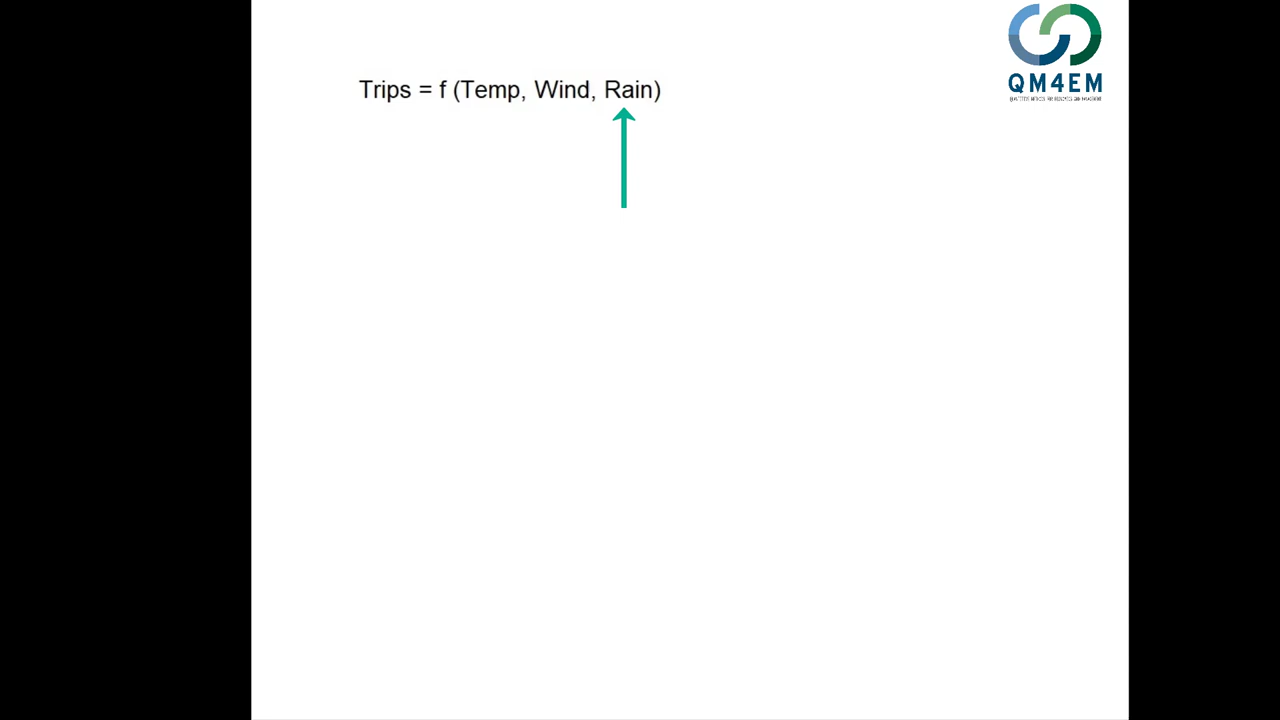 Trips = f (Temp, Wind, Rain)
QM4EM